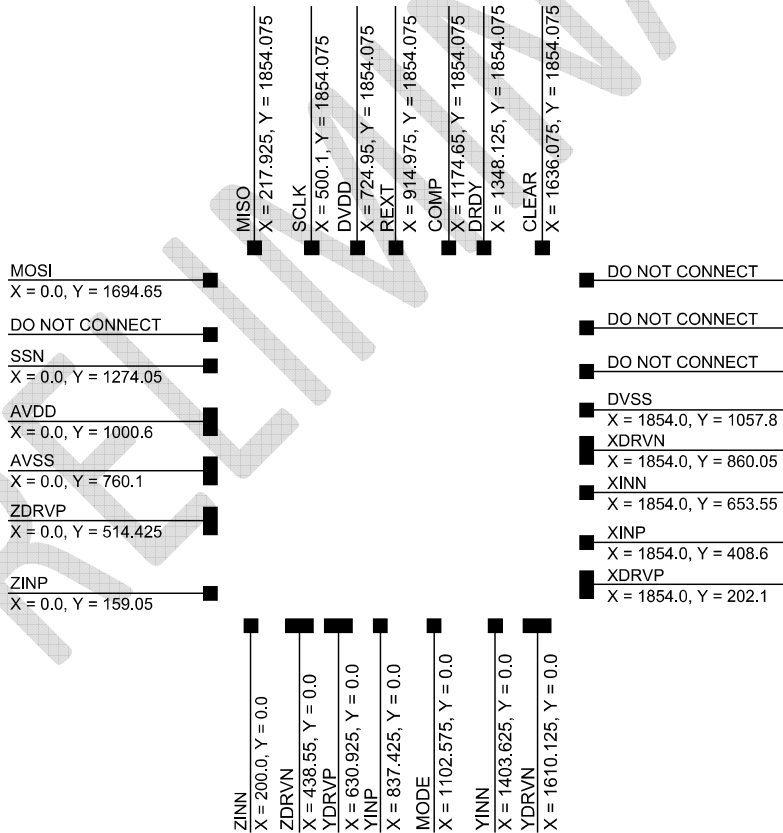 MISO
X = 217.925, Y = 1854.075
SCLK
X = 500.1, Y = 1854.075
DVDD
X = 724.95, Y = 1854.075
REXT
X = 914.975, Y = 1854.075
COMP
X = 1174.65, Y = 1854.075
DRDY
X = 1348.125, Y = 1854.075
CLEAR
X = 1636.075, Y = 1854.075
MOSI
X = 0.0, Y = 1694.65
DO NOT CONNECT
SSN
X = 0.0, Y = 1274.05
AVDD
X = 0.0, Y = 1000.6
AVSS
X = 0.0, Y = 760.1
ZDRVP
X = 0.0, Y = 514.425
ZINP
X = 0.0, Y = 159.05
DO NOT CONNECT
DO NOT CONNECT
DO NOT CONNECT
DVSS
X = 1854.0, Y = 1057.8
XDRVN
X = 1854.0, Y = 860.05
XINN
X = 1854.0, Y = 653.55
XINP
X = 1854.0, Y = 408.6
XDRVP
X = 1854.0, Y = 202.1
ZINN
X = 200.0, Y = 0.0
ZDRVN
X = 438.55, Y = 0.0
YDRVP
X = 630.925, Y = 0.0
YINP
X = 837.425, Y = 0.0
MODE
X = 1102.575, Y = 0.0
YINN
X = 1403.625, Y = 0.0
YDRVN
X = 1610.125, Y = 0.0